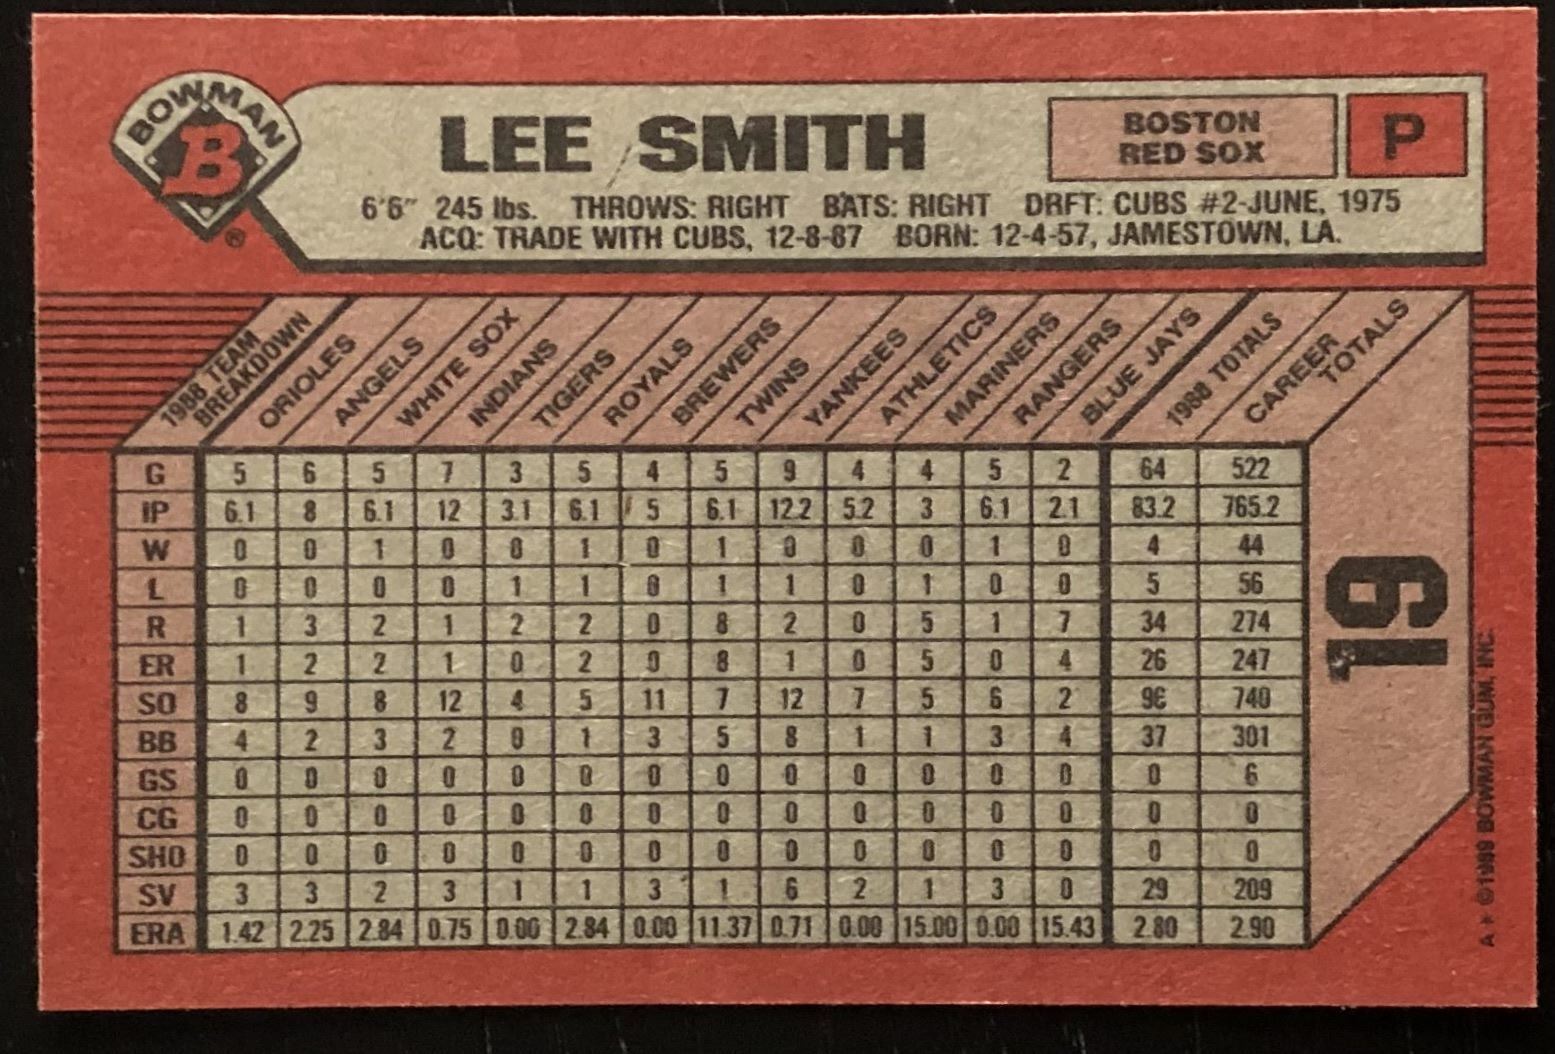 BOWMAN
B
®
LEE SMITH
BOSTON
RED SOX
P
6'6" 245 lbs. THROWS: RIGHT BATS: RIGHT DRFT: CUBS #2-JUNE, 1975
ACQ: TRADE WITH CUBS, 12-8-87 BORN: 12-4-57, JAMESTOWN, LA.
1988 TEAM
BREAKDOWN
ORIOLES
ANGELS
WHITE SOX
INDIANS
TIGERS
ROYALS
BREWERS
TWINS
YANKEES
ATHLETICS
MARINERS
RANGERS
BLUE JAYS
1988 TOTALS
CAREER
TOTALS
G 5 6 5 7 3 5 4 5 9 4 4 5 2 64 522
IP 6.1 8 6.1 12 3.1 6.1 5 6.1 12.2 5.2 3 6.1 2.1 83.2 765.2
W 0 0 1 0 0 1 0 1 0 0 0 1 0 4 44
L 0 0 0 0 1 1 0 1 1 0 1 0 0 5 56
R 1 3 2 1 2 2 0 8 2 0 5 1 7 34 274
ER 1 2 2 1 0 2 0 8 1 0 5 0 4 26 247
SO 8 9 8 12 4 5 11 7 12 7 5 6 2 96 740
BB 4 2 3 2 0 1 3 5 8 1 1 3 4 37 301
GS 0 0 0 0 0 0 0 0 0 0 0 0 0 0 6
CG 0 0 0 0 0 0 0 0 0 0 0 0 0 0 0
SHO 0 0 0 0 0 0 0 0 0 0 0 0 0 0 0
SV 3 3 2 3 1 1 3 1 6 2 1 3 0 29 209
ERA 1.42 2.25 2.84 0.75 0.00 2.84 0.00 11.37 0.71 0.00 15.00 0.00 15.43 2.80 2.90
19
A** ©1989 BOWMAN GUM, INC.